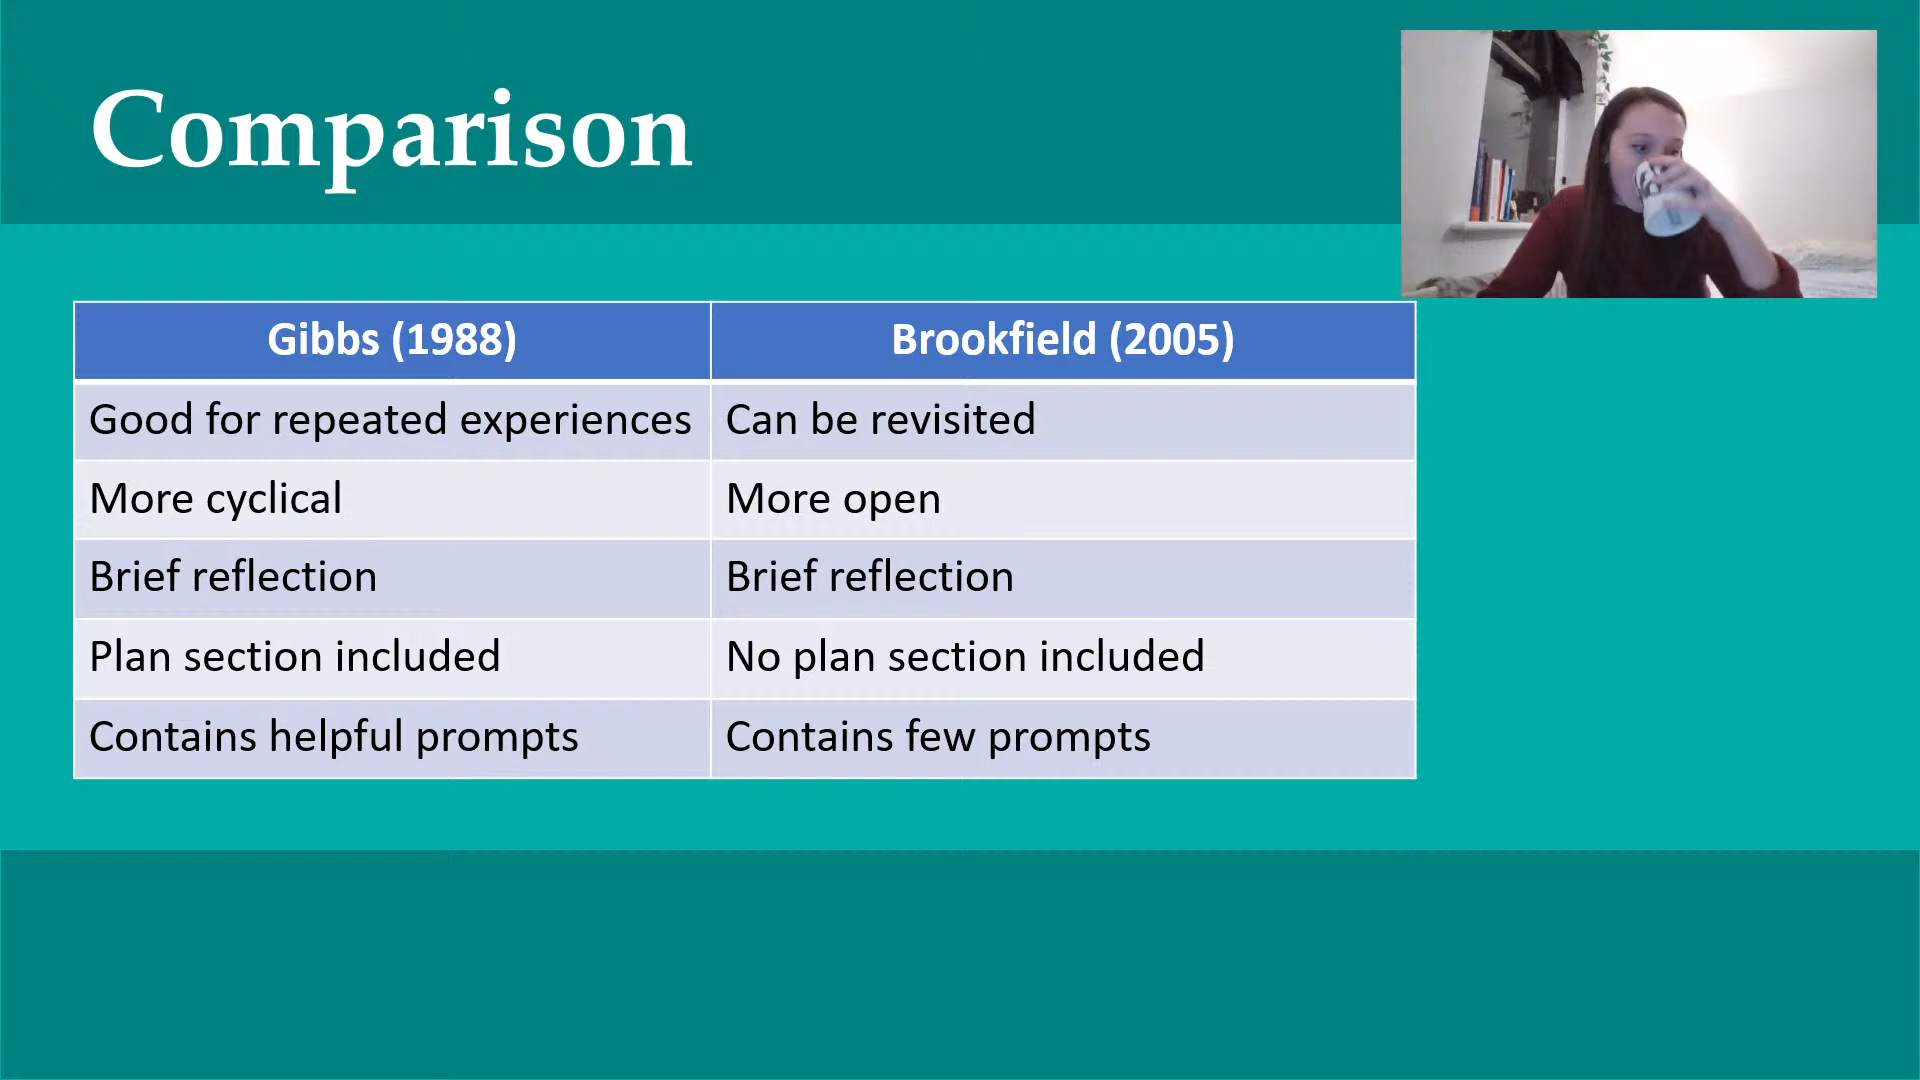 Comparison
Gibbs (1988)
Brookfield (2005)
Good for repeated experiences
Can be revisited
More cyclical
More open
Brief reflection
Brief reflection
Plan section included
No plan section included
Contains helpful prompts
Contains few prompts